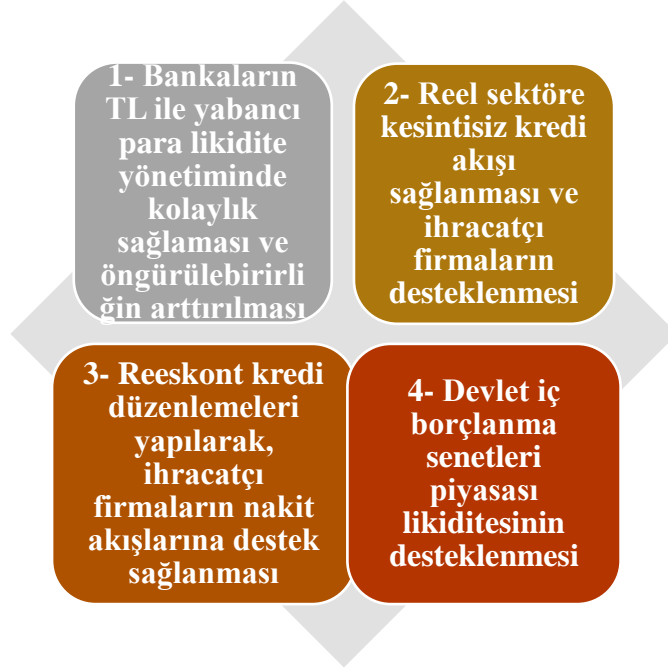 1- Bankaların
TL ile yabancı
para likidite
yönetiminde
kolaylık
sağlaması ve
öngürülebirirli
ğin arttırılması
2- Reel sektöre
kesintisiz kredi
akışı
sağlanması ve
ihracatçı
firmaların
desteklenmesi
3- Reeskont kredi
düzenlemeleri
yapılarak,
ihracatçı
firmaların nakit
akışlarına destek
sağlanması
4- Devlet iç
borçlanma
senetleri
piyasası
likiditesinin
desteklenmesi